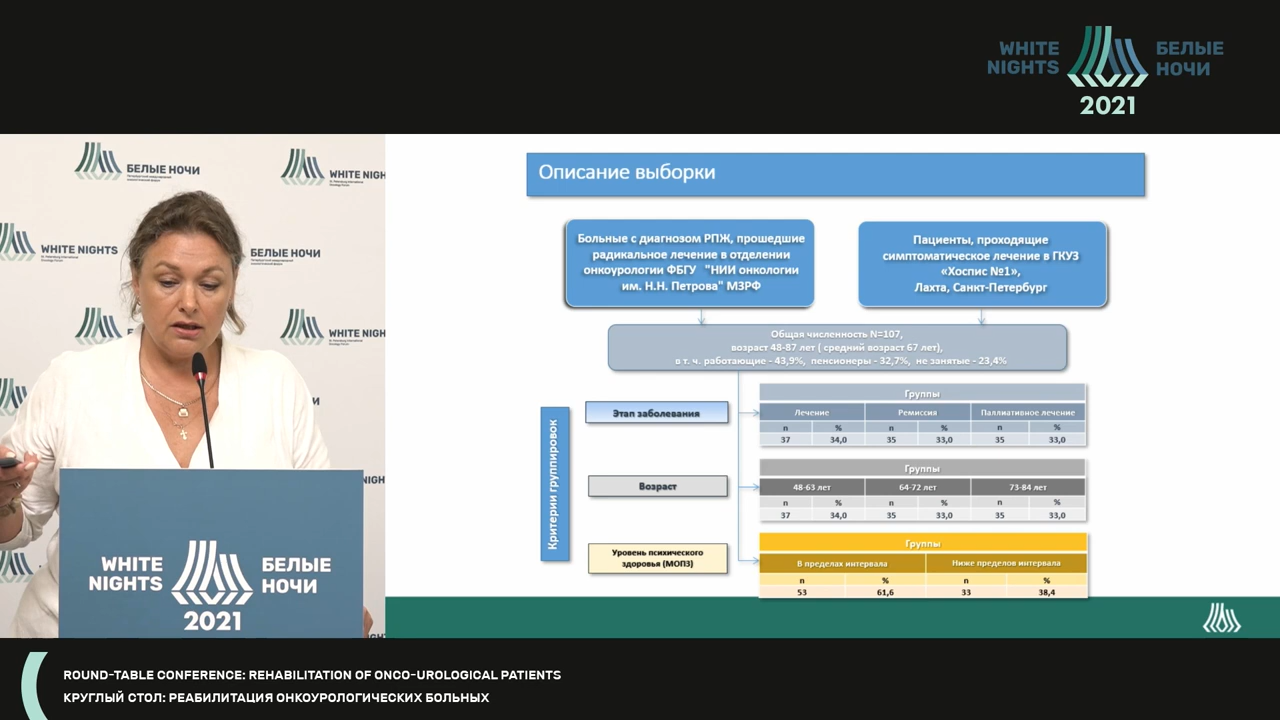 WHITE NIGHTS
БЕЛЫЕ НОЧИ
2021
БЕЛЫЕ НОЧИ
WHITE NIGHTS
WHITE NIGHTS
БЕЛЫЕ НОЧИ
WHITE NIGH
WHITE
NIGHTS
БЕЛЫЕ
НОЧИ
2021
Описание выборки
Больные с диагнозом РПЖ, прошедшие
радикальное лечение в отделении
онкоурологии ФБГУ "НИИ онкологии
им. Н.Н. Петрова" МЗРФ
Пациенты, проходящие
симптоматическое лечение в ГКУЗ
«Хоспис №1»,
Лахта, Санкт-Петербург
Общая численность N=107,
возраст 48-87 лет ( средний возраст 67 лет),
в т. ч. работающие - 43,9%, пенсионеры - 32,7%, не занятые - 23,4%
Критерии группировок
Этап заболевания
Группы
Лечение Ремиссия Паллиативное лечение
n % n % n %
37 34,0 35 33,0 35 33,0
Возраст
Группы
48-63 лет 64-72 лет 73-84 лет
n % n % n %
37 34,0 35 33,0 35 33,0
Уровень психического
здоровья (МОПЗ)
Группы
В пределах интервала Ниже пределов интервала
n % n %
53 61,6 33 38,4
ROUND-TABLE CONFERENCE: REHABILITATION OF ONCO-UROLOGICAL PATIENTS
КРУГЛЫЙ СТОЛ: РЕАБИЛИТАЦИЯ ОНКОУРОЛОГИЧЕСКИХ БОЛЬНЫХ